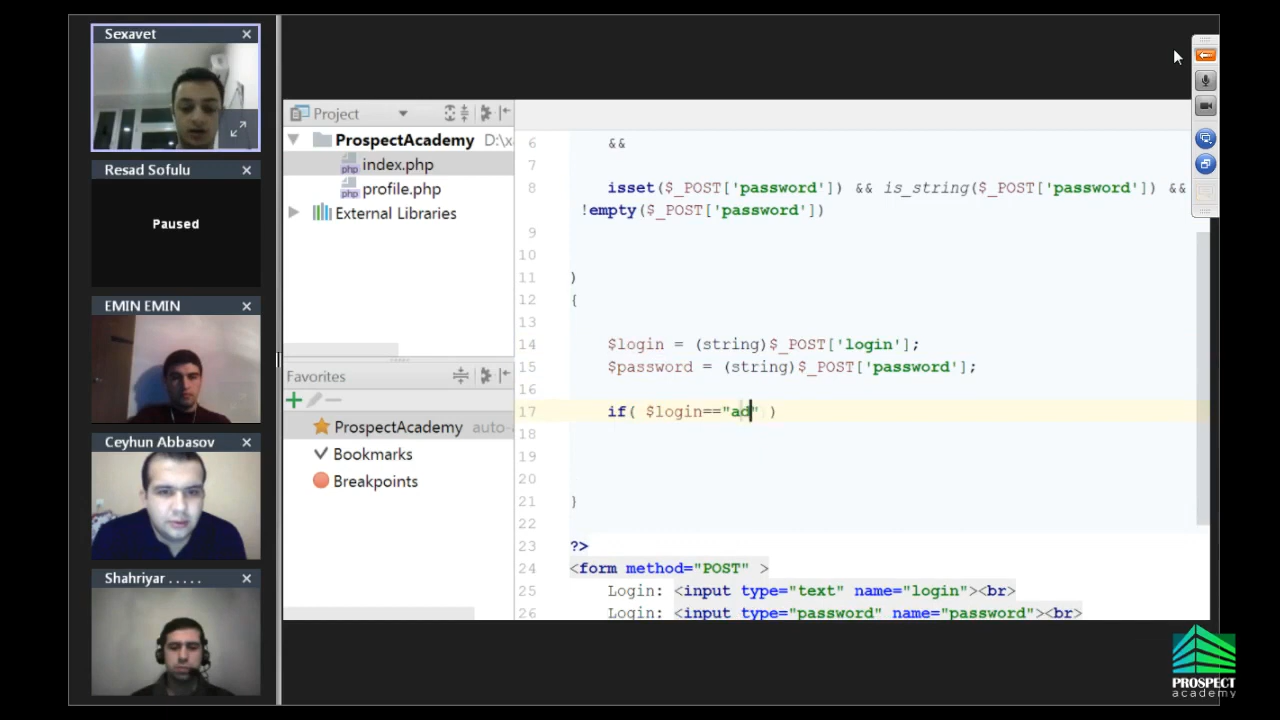 Sexavet
Resad Sofulu
Paused
EMIN EMIN
Ceyhun Abbasov
Shahriyar . . . . .
Project
ProspectAcademy D:\x
php index.php
php profile.php
External Libraries
Favorites
ProspectAcademy auto-
Bookmarks
Breakpoints
6 &&
7
8 isset($_POST['password']) && is_string($_POST['password']) &&
!empty($_POST['password'])
9
10
11 )
12 {
13
14 $login = (string)$_POST['login'];
15 $password = (string)$_POST['password'];
16
17 if( $login=="ad" )
18
19
20
21 }
22
23 ?>
24 <form method="POST" >
25 Login: <input type="text" name="login"><br>
26 Login: <input type="password" name="password"><br>
PROSPECT
academy